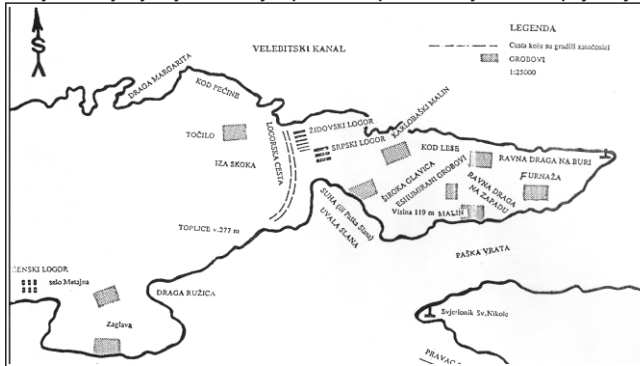 LEGENDA
Cesta koju su gradili zatočenici
GROBOVI
1:25000
S
VELEBITSKI KANAL
DRAGA MARGARITA
KOD PEĆINE
TOČILO
IZA SKOKA
LOGORSKA CESTA
ŽIDOVSKI LOGOR
SRPSKI LOGOR
KARLOBAŠKI MALIN
KOD LESE
RAVNA DRAGA NA BURI
ŠIROKA GLAVICA
ESHUMIRANI GROBOVI
RAVNA DRAGA
NA ZAPADU
FURNAŽA
Visina 119 m
MALIN
SUHA (ili Paška Slana)
UVALA SLANA
TOPLICE v.277 m
PAŠKA VRATA
ŽENSKI LOGOR
selo Metajna
DRAGA RUŽICA
Zaglava
Svjetionik Sv.Nikole
PRAVAC